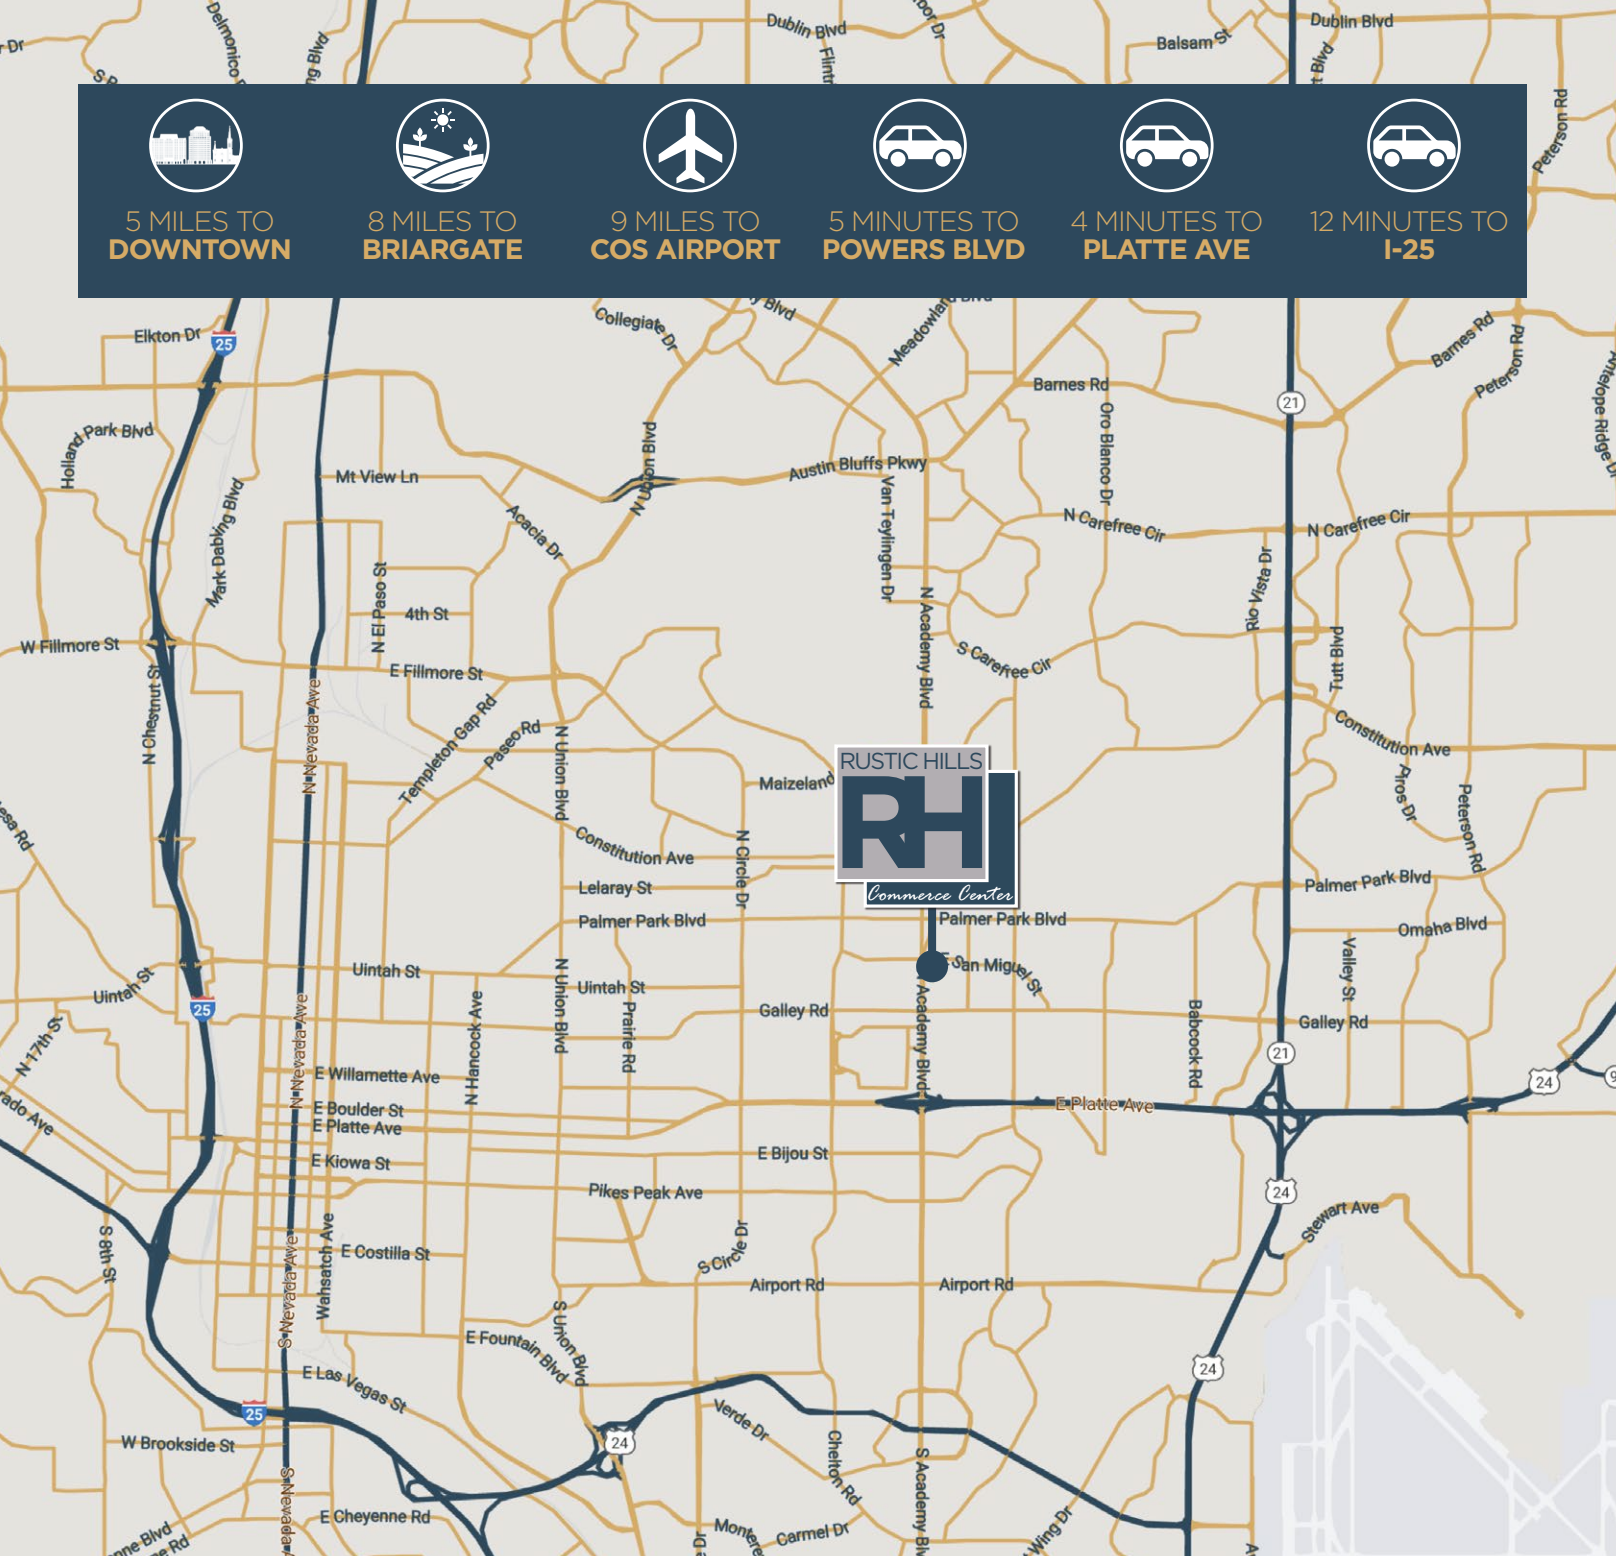 Dublin Blvd
Dublin Blvd
Balsam St
Peterson Rd
5 MILES TO
DOWNTOWN
8 MILES TO
BRIARGATE
9 MILES TO
COS AIRPORT
5 MINUTES TO
POWERS BLVD
4 MINUTES TO
PLATTE AVE
12 MINUTES TO
I-25
Elkton Dr
25
Collegiate Dr
Blvd
Barnes Rd
Peterson Rd
Barnes Rd
21
Holland Park Blvd
Mark Dabling Blvd
Mt View Ln
N Union Blvd
Acacia Dr
Austin Bluffs Pkwy
Van Teylingen Dr
Oro Blanco Dr
N Carefree Cir
N Carefree Cir
Rio Vista Dr
N El Paso St
4th St
W Fillmore St
E Fillmore St
N Academy Blvd
S Carefree Cir
Tutt Blvd
N Chestnut St
N Nevada Ave
Templeton Gap Rd
Paseo Rd
N Union Blvd
Constitution Ave
Piros Dr
Peterson Rd
Maizeland
RUSTIC HILLS
RH
Commerce Center
Constitution Ave
N Circle Dr
Lelaray St
Palmer Park Blvd
Palmer Park Blvd
Palmer Park Blvd
Omaha Blvd
Valley St
Uintah St
Uintah St
25
N Union Blvd
Uintah St
Prairie Rd
E San Miguel St
Galley Rd
Galley Rd
Academy Blvd
Babcock Rd
21
24
N 17th St
N Nevada Ave
N Hancock Ave
E Willamette Ave
E Boulder St
E Platte Ave
E Platte Ave
E Kiowa St
E Bijou St
Pikes Peak Ave
24
Stewart Ave
S 8th St
S Nevada Ave
Wahsatch Ave
E Costilla St
S Circle Dr
Airport Rd
Airport Rd
E Fountain Blvd
S Union Blvd
24
E Las Vegas St
25
W Brookside St
24
Verde Dr
Chelton Rd
S Academy
E Cheyenne Rd
Carmel Dr